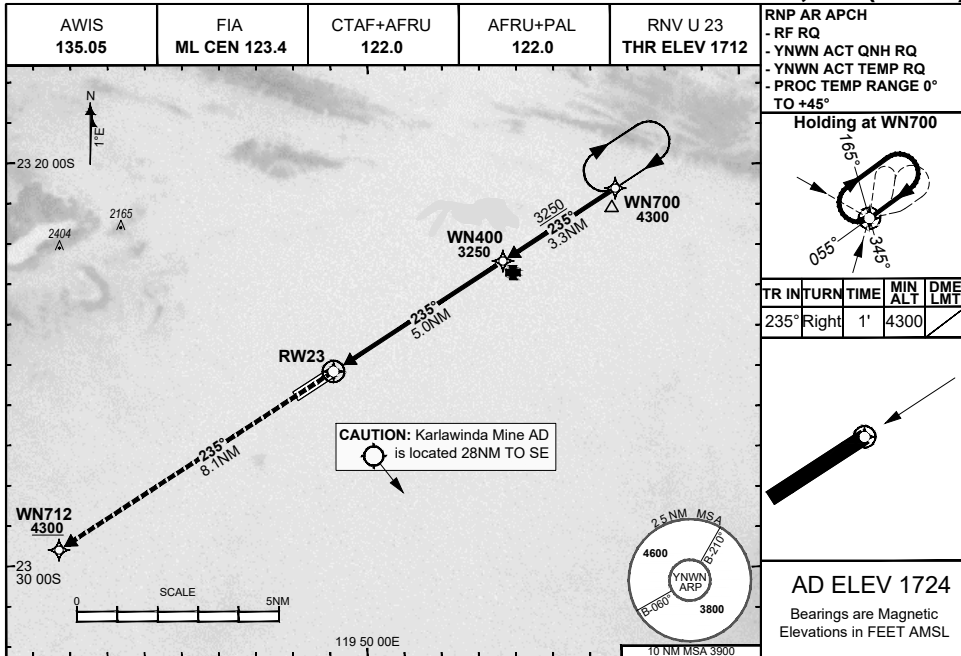 AWIS
135.05
FIA
ML CEN 123.4
CTAF+AFRU
122.0
AFRU+PAL
122.0
RNV U 23
THR ELEV 1712
RNP AR APCH
- RF RQ
- YNWN ACT QNH RQ
- YNWN ACT TEMP RQ
- PROC TEMP RANGE 0°
TO +45°
N
1°E
23 20 00S
2165
2404
WN700
4300
3250
235°
3.3NM
WN400
3250
235°
5.0NM
RW23
235°
8.1NM
WN712
4300
CAUTION: Karlawinda Mine AD
is located 28NM TO SE
23
30 00S
SCALE
0
5NM
119 50 00E
25 NM MSA
B-210°
4600
YNWN
ARP
B-060°
3800
10 NM MSA 3900
Holding at WN700
165°
055°
345°
TR IN TURN TIME MIN ALT DME LMT
235° Right 1' 4300
AD ELEV 1724
Bearings are Magnetic
Elevations in FEET AMSL